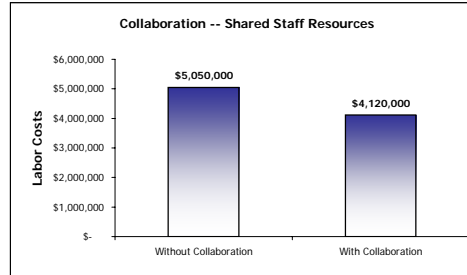 Collaboration -- Shared Staff Resources
$6,000,000
$5,000,000
$4,000,000
$3,000,000
$2,000,000
$1,000,000
$-
Labor Costs
$5,050,000
$4,120,000
Without Collaboration
With Collaboration